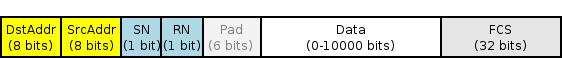 DstAddr SrcAddr SN RN Pad Data FCS
(8 bits) (8 bits) (1 bit) (1 bit) (6 bits) (0-10000 bits) (32 bits)